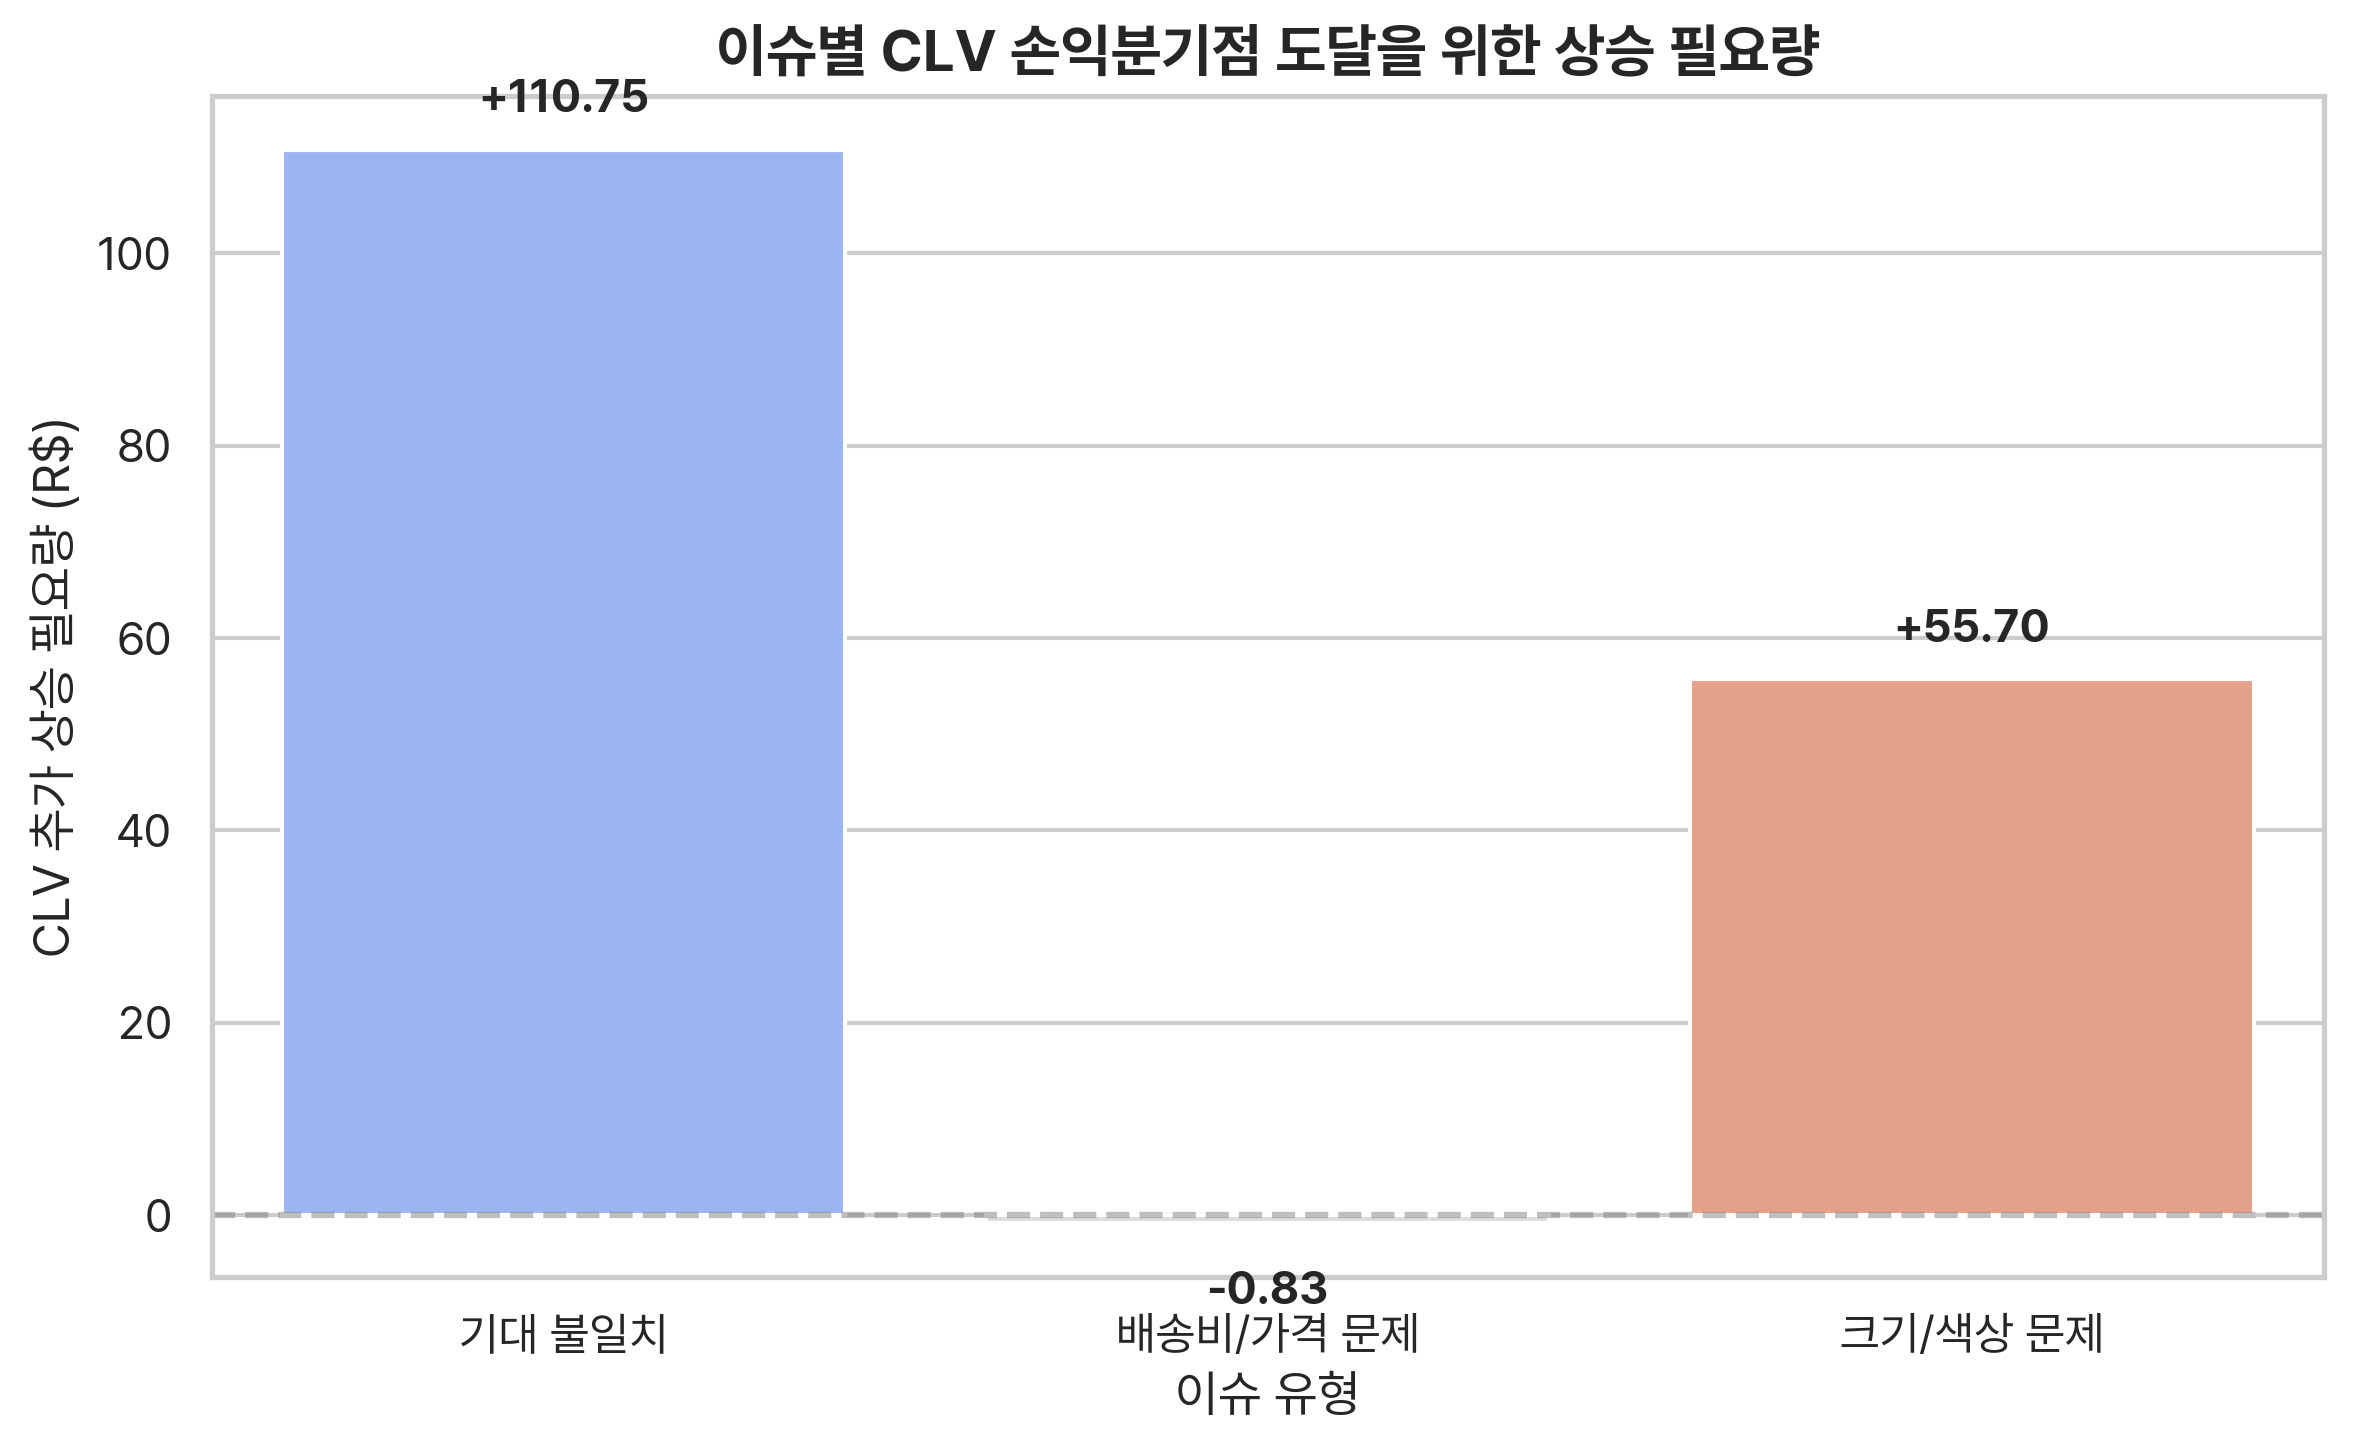 이슈별 CLV 손익분기점 도달을 위한 상승 필요량
+110.75
100
80
60
40
20
0
CLV 추가 상승 필요량 (R$)
+55.70
-0.83
기대 불일치
배송비/가격 문제
크기/색상 문제
이슈 유형